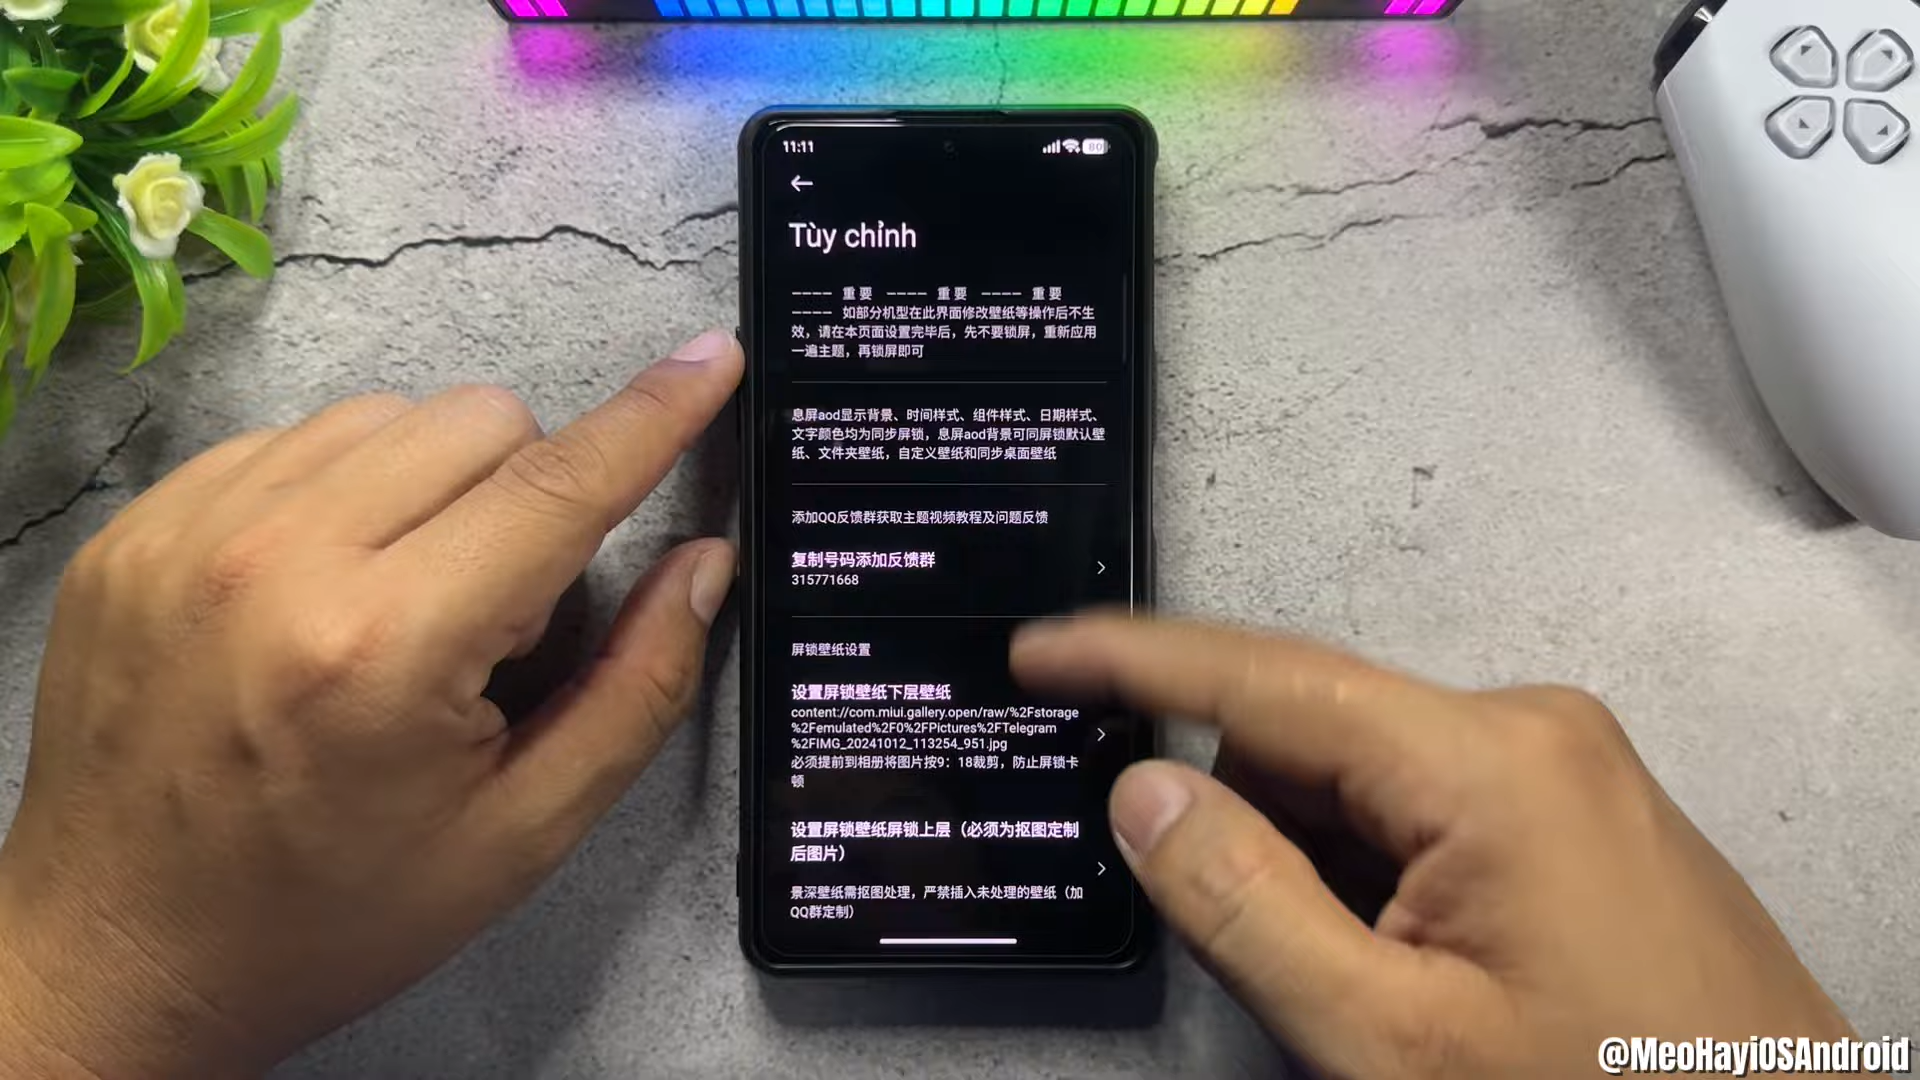 11:11
80
Tùy chỉnh
---- 重要 ---- 重要 ---- 重要
---- 如部分机型在此界面修改壁纸等操作后不生
效，请在本页面设置完毕后，先不要锁屏，重新应用
一遍主题，再锁屏即可
息屏aod显示背景、时间样式、组件样式、日期样式、
文字颜色均为同步屏锁，息屏aod背景可同屏锁默认壁
纸、文件夹壁纸，自定义壁纸和同步桌面壁纸
添加QQ反馈群获取主题视频教程及问题反馈
复制号码添加反馈群
315771668
屏锁壁纸设置
设置屏锁壁纸下层壁纸
content://com.miui.gallery.open/raw/%2Fstorage
%2Femulated%2F0%2FPictures%2FTelegram
%2FIMG_20241012_113254_951.jpg
必须提前到相册将图片按9：18裁剪，防止屏锁卡
顿
设置屏锁壁纸屏锁上层（必须为抠图定制
后图片）
景深壁纸需抠图处理，严禁插入未处理的壁纸（加
QQ群定制）
@MeoHayiOSAndroid